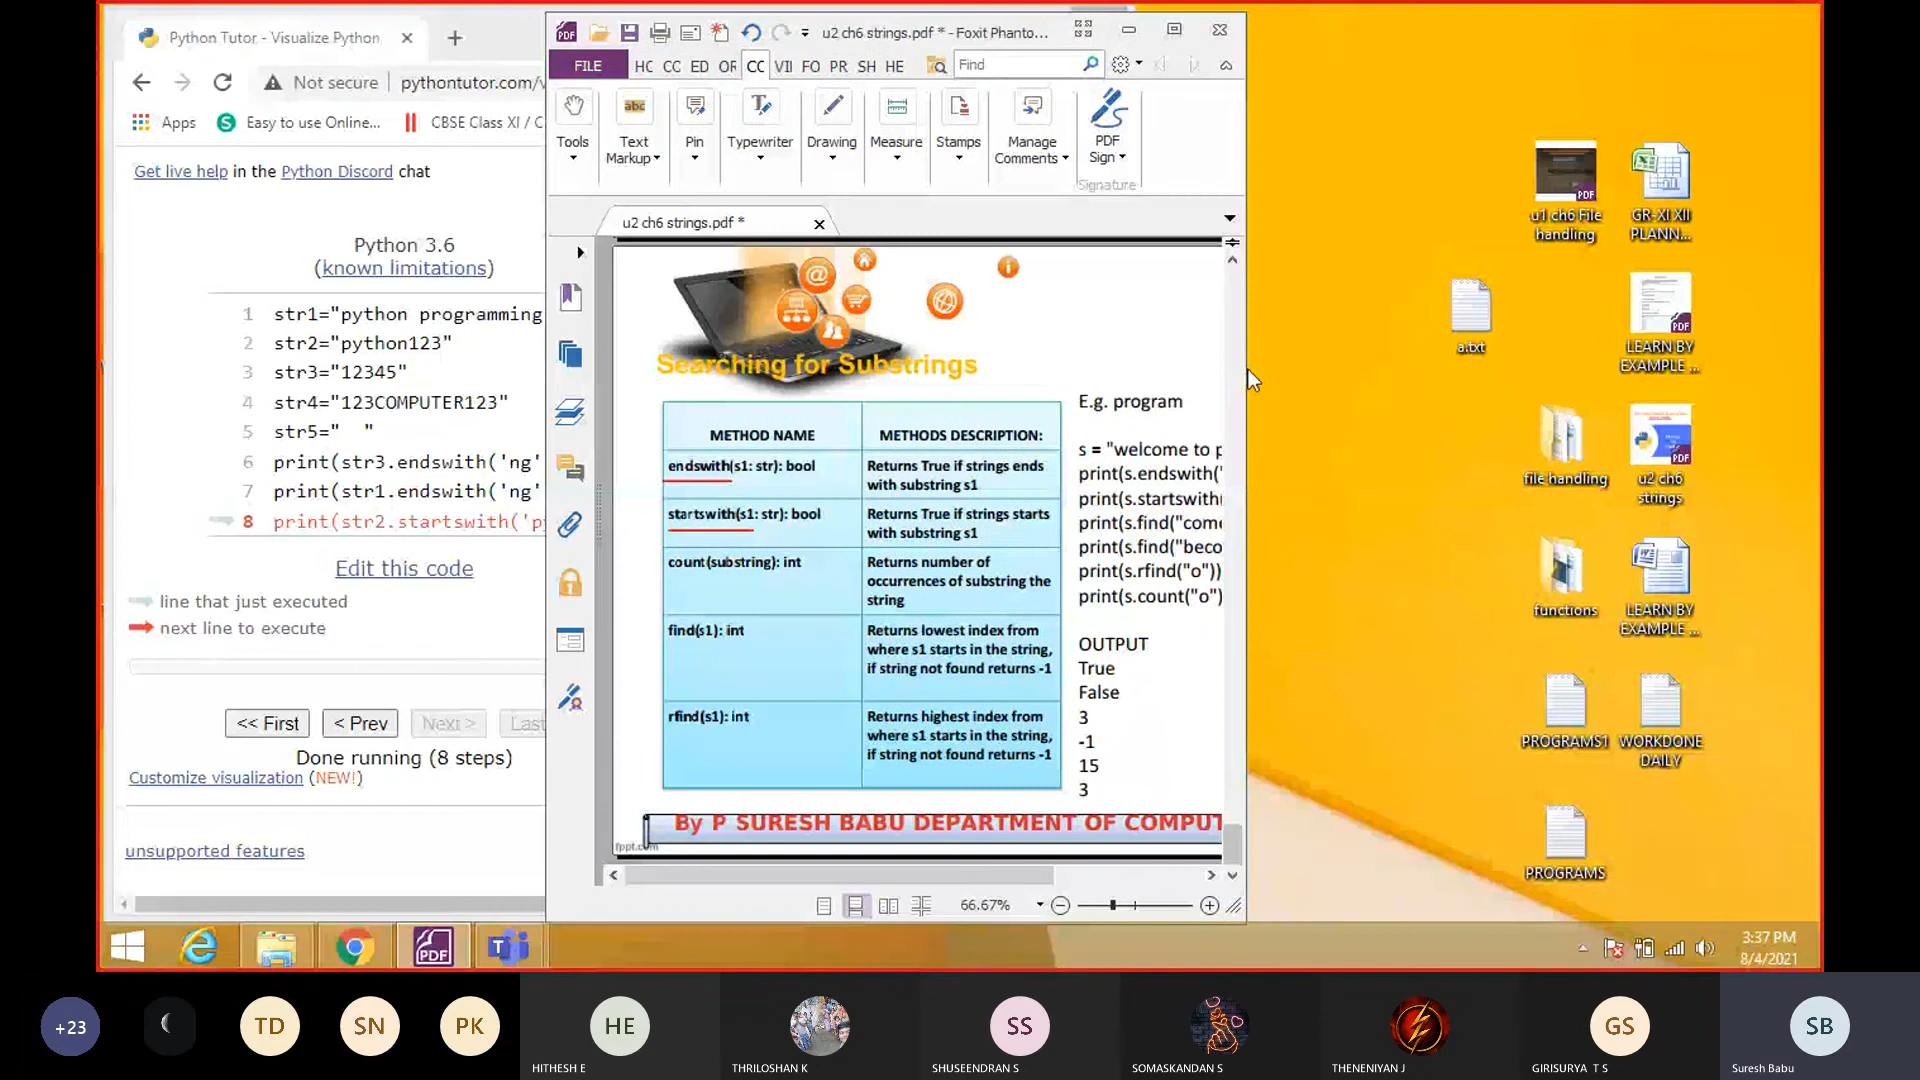 Python Tutor - Visualize Python
Not secure
pythontutor.com/v
Apps
Easy to use Online...
CBSE Class XI / C
Get live help in the Python Discord chat
Python 3.6
(known limitations)
1 str1="python programming
2 str2="python123"
3 str3="12345"
4 str4="123COMPUTER123"
5 str5="  "
6 print(str3.endswith('ng'
7 print(str1.endswith('ng'
8 print(str2.startswith('p
Edit this code
line that just executed
next line to execute
<< First
< Prev
Next >
Last
Done running (8 steps)
Customize visualization (NEW!)
unsupported features
u2 ch6 strings.pdf * - Foxit Phanto...
FILE
HC
CC
ED
OR
CC
VII
FO
PR
SH
HE
Find
Tools
Text Markup
Pin
Typewriter
Drawing
Measure
Stamps
Manage Comments
PDF Sign
Signature
u2 ch6 strings.pdf *
Searching for Substrings
METHOD NAME
METHODS DESCRIPTION:
endswith(s1: str): bool
Returns True if strings ends
with substring s1
startswith(s1: str): bool
Returns True if strings starts
with substring s1
count(substring): int
Returns number of
occurrences of substring the
string
find(s1): int
Returns lowest index from
where s1 starts in the string,
if string not found returns -1
rfind(s1): int
Returns highest index from
where s1 starts in the string,
if string not found returns -1
E.g. program
s = "welcome to p
print(s.endswith("
print(s.startswith(
print(s.find("come
print(s.find("beco
print(s.rfind("o"))
print(s.count("o")
OUTPUT
True
False
3
-1
15
3
By P SURESH BABU DEPARTMENT OF COMPUT
fppt.com
66.67%
u1 ch6 File
handling
GR-XI XII
PLANN...
a.txt
LEARN BY
EXAMPLE ...
file handling
u2 ch6
strings
functions
LEARN BY
EXAMPLE ...
PROGRAMS1
WORKDONE
DAILY
PROGRAMS
3:37 PM
8/4/2021
+23
TD
SN
PK
HE
HITHESH E
THRILOSHAN K
SS
SHUSEENDRAN S
SOMASKANDAN S
THENENIYAN J
GS
GIRISURYA T S
SB
Suresh Babu